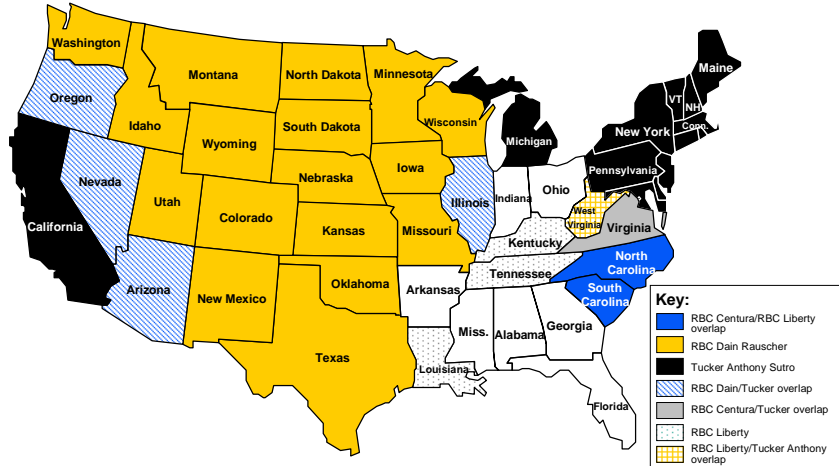 Washington
Maine
Montana
North Dakota
Minnesota
VT
NH
Oregon
Idaho
Wisconsin
New York
Conn.
South Dakota
Michigan
Wyoming
Pennsylvania
Iowa
Nebraska
Nevada
Utah
Illinois
Indiana
Ohio
West
Virginia
California
Colorado
Kansas
Missouri
Virginia
Kentucky
North
Carolina
Tennessee
Arizona
New Mexico
Oklahoma
Arkansas
South
Carolina
Miss.
Alabama
Georgia
Texas
Louisiana
Florida
Key:
RBC Centura/RBC Liberty
overlap
RBC Dain Rauscher
Tucker Anthony Sutro
RBC Dain/Tucker overlap
RBC Centura/Tucker overlap
RBC Liberty
RBC Liberty/Tucker Anthony
overlap